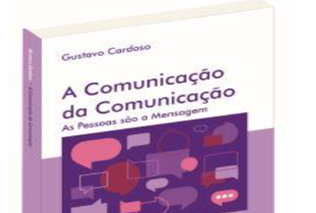 Gustavo Cardoso
A Comunicação
da Comunicação
As Pessoas são a Mensagem